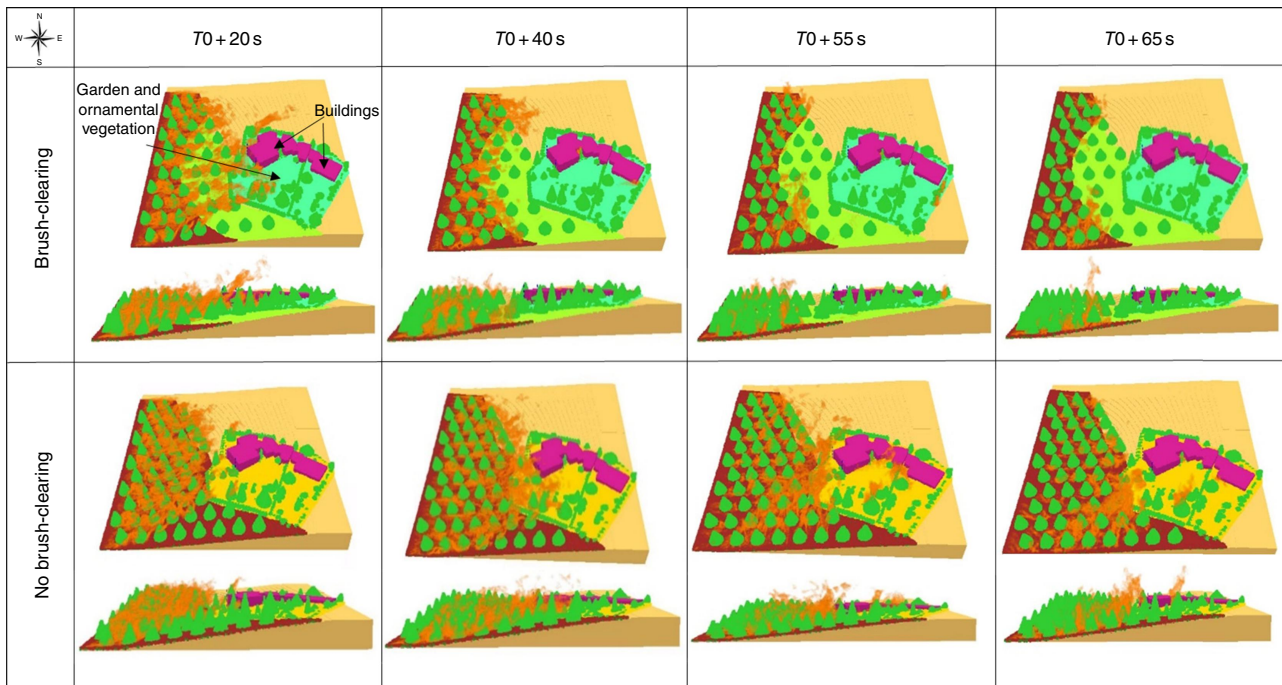 N
W E
S
T0 + 20 s
T0 + 40 s
T0 + 55 s
T0 + 65 s
Brush-clearing
Garden and
ornamental
vegetation
Buildings
No brush-clearing